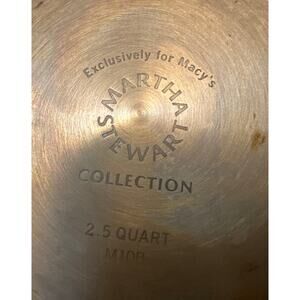 Exclusively for Macy's
MARTHA
STEWART
COLLECTION
2.5 QUART